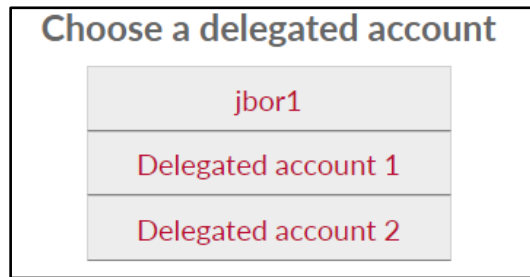 Choose a delegated account
jbor1
Delegated account 1
Delegated account 2